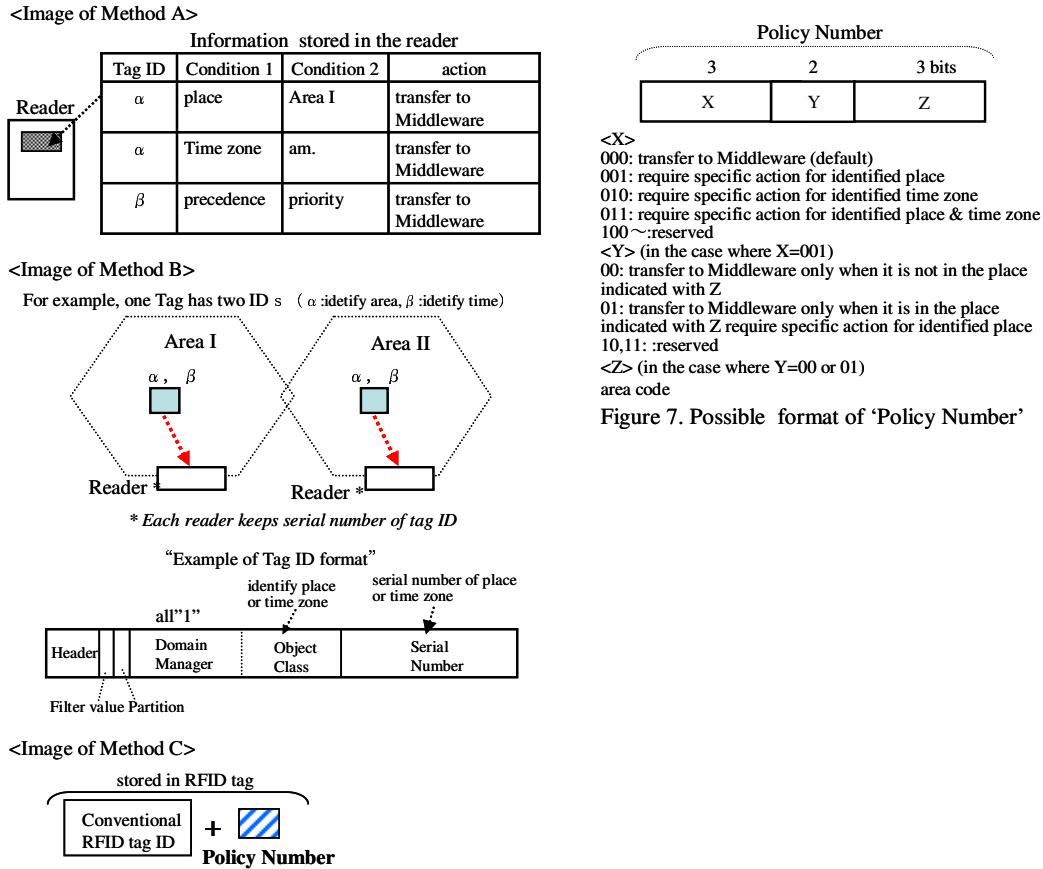 <Image of Method A>
Information stored in the reader
Tag ID Condition 1 Condition 2 action
α place Area I transfer to
Middleware
α Time zone am. transfer to
Middleware
β precedence priority transfer to
Middleware
Reader
<Image of Method B>
For example, one Tag has two ID s ( α :idetify area, β :idetify time)
Area I
Area II
α , β
α , β
Reader *
Reader *
* Each reader keeps serial number of tag ID
“Example of Tag ID format”
identify place
or time zone
serial number of place
or time zone
all”1”
Header
Domain
Manager
Object
Class
Serial
Number
Filter value Partition
<Image of Method C>
stored in RFID tag
Conventional
RFID tag ID
+
Policy Number
Policy Number
3 2 3 bits
X Y Z
<X>
000: transfer to Middleware (default)
001: require specific action for identified place
010: require specific action for identified time zone
011: require specific action for identified place & time zone
100～:reserved
<Y> (in the case where X=001)
00: transfer to Middleware only when it is not in the place
indicated with Z
01: transfer to Middleware only when it is in the place
indicated with Z require specific action for identified place
10,11: :reserved
<Z> (in the case where Y=00 or 01)
area code
Figure 7. Possible format of ‘Policy Number’